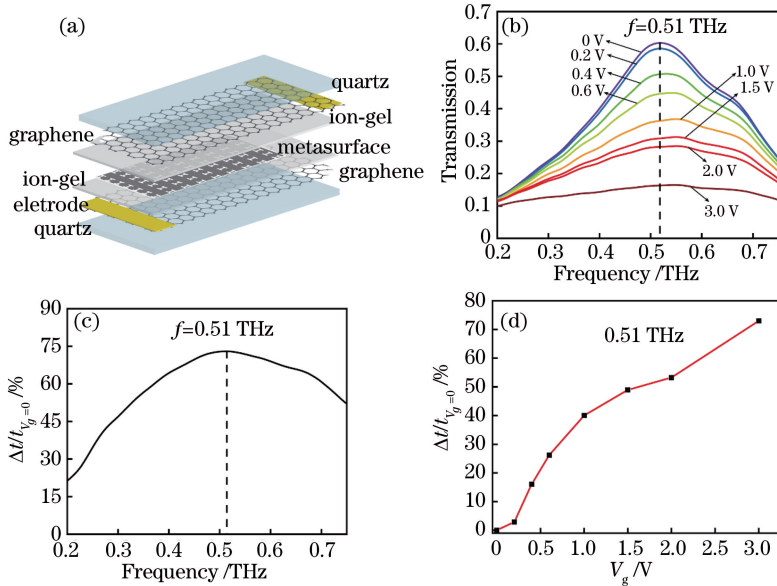 (a)
quartz
ion-gel
graphene
metasurface
graphene
ion-gel
eletrode
quartz
(b)
f=0.51 THz
0 V
0.2 V
0.4 V
0.6 V
1.0 V
1.5 V
2.0 V
3.0 V
Transmission
0.7
0.6
0.5
0.4
0.3
0.2
0.1
0
0.2 0.3 0.4 0.5 0.6 0.7
Frequency /THz
(c)
f=0.51 THz
Δt/t_{V_g=0} /%
90
75
60
45
30
15
0
0.2 0.3 0.4 0.5 0.6 0.7
Frequency/THz
(d)
0.51 THz
Δt/t_{V_g=0} /%
80
70
60
50
40
30
20
10
0
0 0.5 1.0 1.5 2.0 2.5 3.0
V_g /V